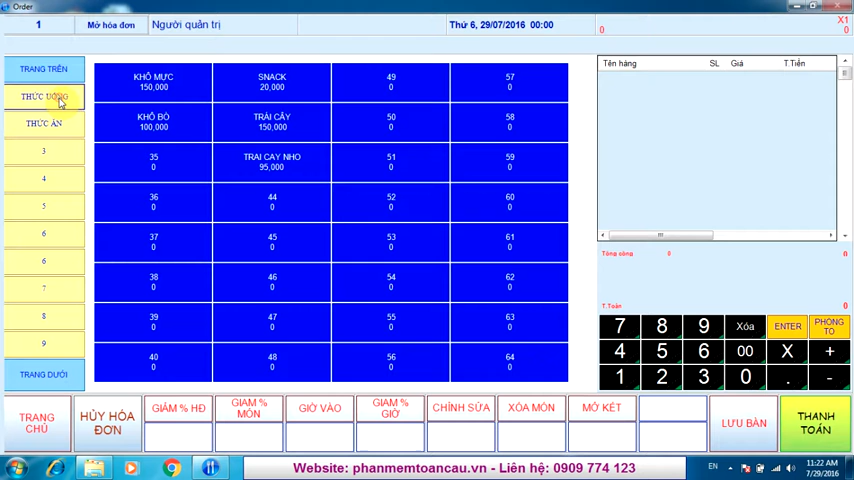 Order
1
Mở hóa đơn
Người quản trị
Thứ 6, 29/07/2016 00:00
0
X1
0
TRANG TRÊN
THỨC UỐNG
THỨC ĂN
3
4
5
6
6
7
8
9
TRANG DƯỚI
KHÔ MỰC
150,000
SNACK
20,000
49
0
57
0
KHÔ BÒ
100,000
TRÁI CÂY
150,000
50
0
58
0
35
0
TRAI CAY NHO
95,000
51
0
59
0
36
0
44
0
52
0
60
0
37
0
45
0
53
0
61
0
38
0
46
0
54
0
62
0
39
0
47
0
55
0
63
0
40
0
48
0
56
0
64
0
Tên hàng SL Giá T.Tiền
Tổng cộng 0 0
T.Toán 0
7 8 9 Xóa ENTER PHÓNG TO
4 5 6 00 X +
1 2 3 0 . -
TRANG CHỦ
HỦY HÓA ĐƠN
GIẢM % HĐ
GIAM % MÓN
GIỜ VÀO
GIAM % GIỜ
CHỈNH SỬA
XÓA MÓN
MỞ KÉT
LƯU BÀN
THANH TOÁN
Website: phanmemtoancau.vn - Liên hệ: 0909 774 123
EN
11:22 AM
7/29/2016